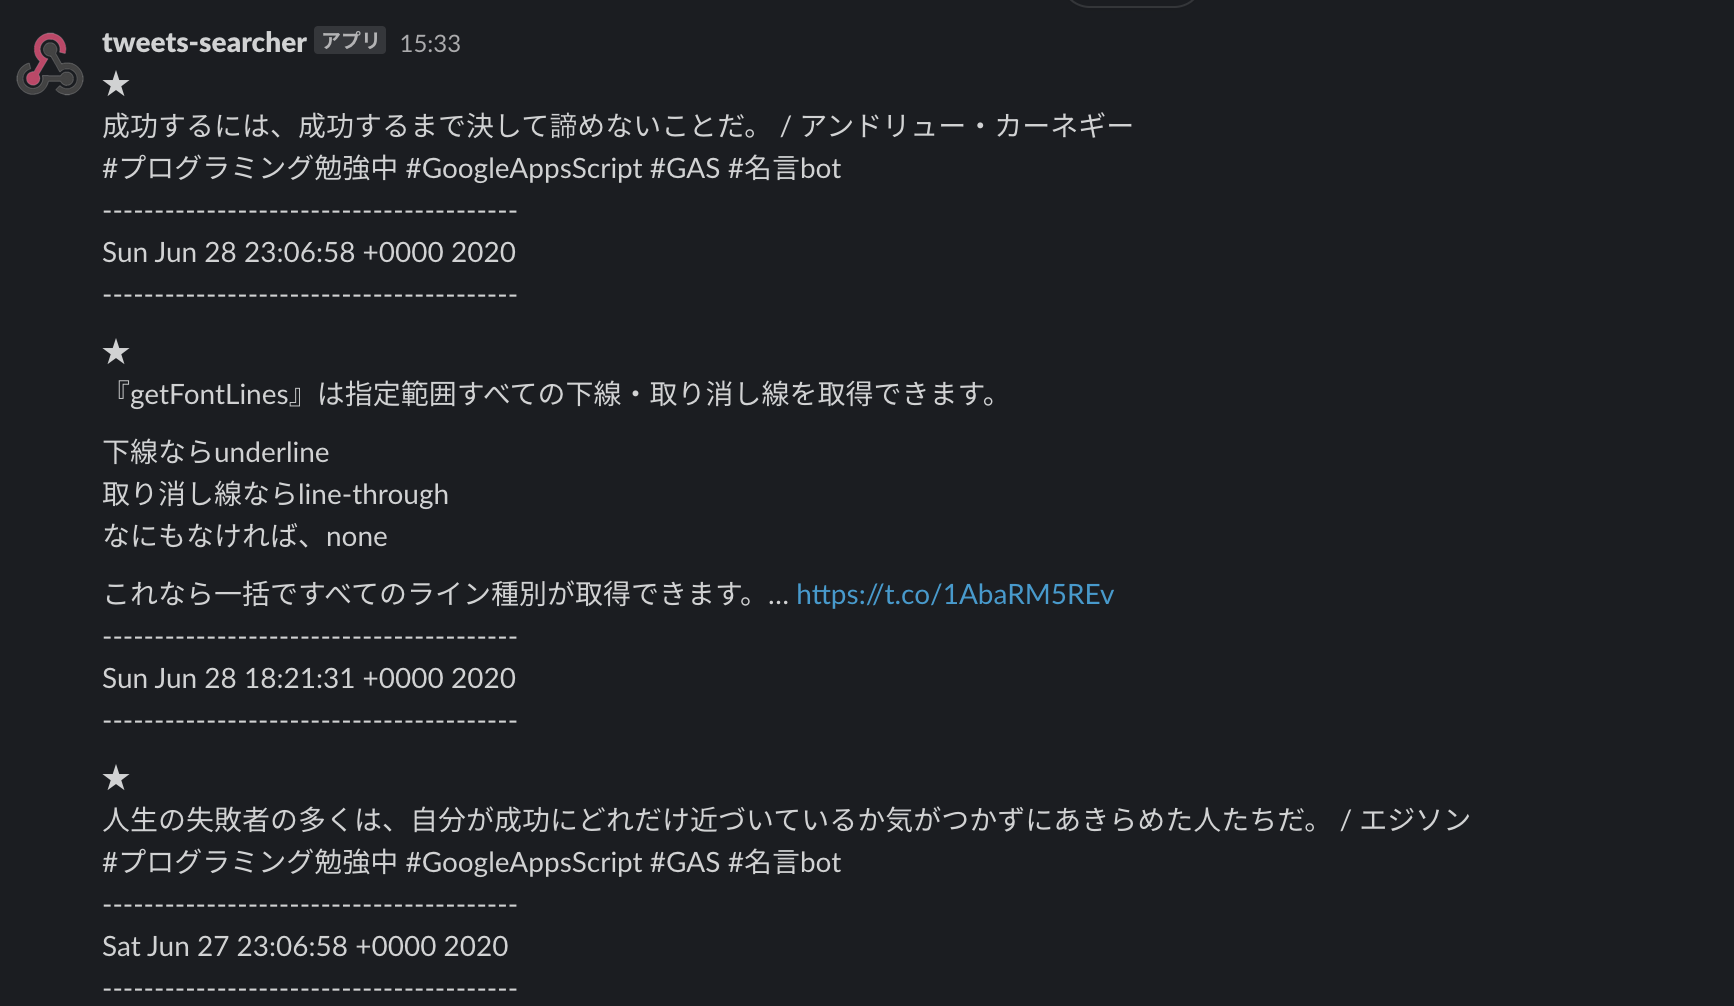 tweets-searcher アプリ 15:33
★
成功するには、成功するまで決して諦めないことだ。 / アンドリュー・カーネギー
#プログラミング勉強中 #GoogleAppsScript #GAS #名言bot
----------------------------------------
Sun Jun 28 23:06:58 +0000 2020
----------------------------------------
★
『getFontLines』は指定範囲すべての下線・取り消し線を取得できます。
下線ならunderline
取り消し線ならline-through
なにもなければ、none
これなら一括ですべてのライン種別が取得できます。... https://t.co/1AbaRM5REv
----------------------------------------
Sun Jun 28 18:21:31 +0000 2020
----------------------------------------
★
人生の失敗者の多くは、自分が成功にどれだけ近づいているか気がつかずにあきらめた人たちだ。 / エジソン
#プログラミング勉強中 #GoogleAppsScript #GAS #名言bot
----------------------------------------
Sat Jun 27 23:06:58 +0000 2020
----------------------------------------